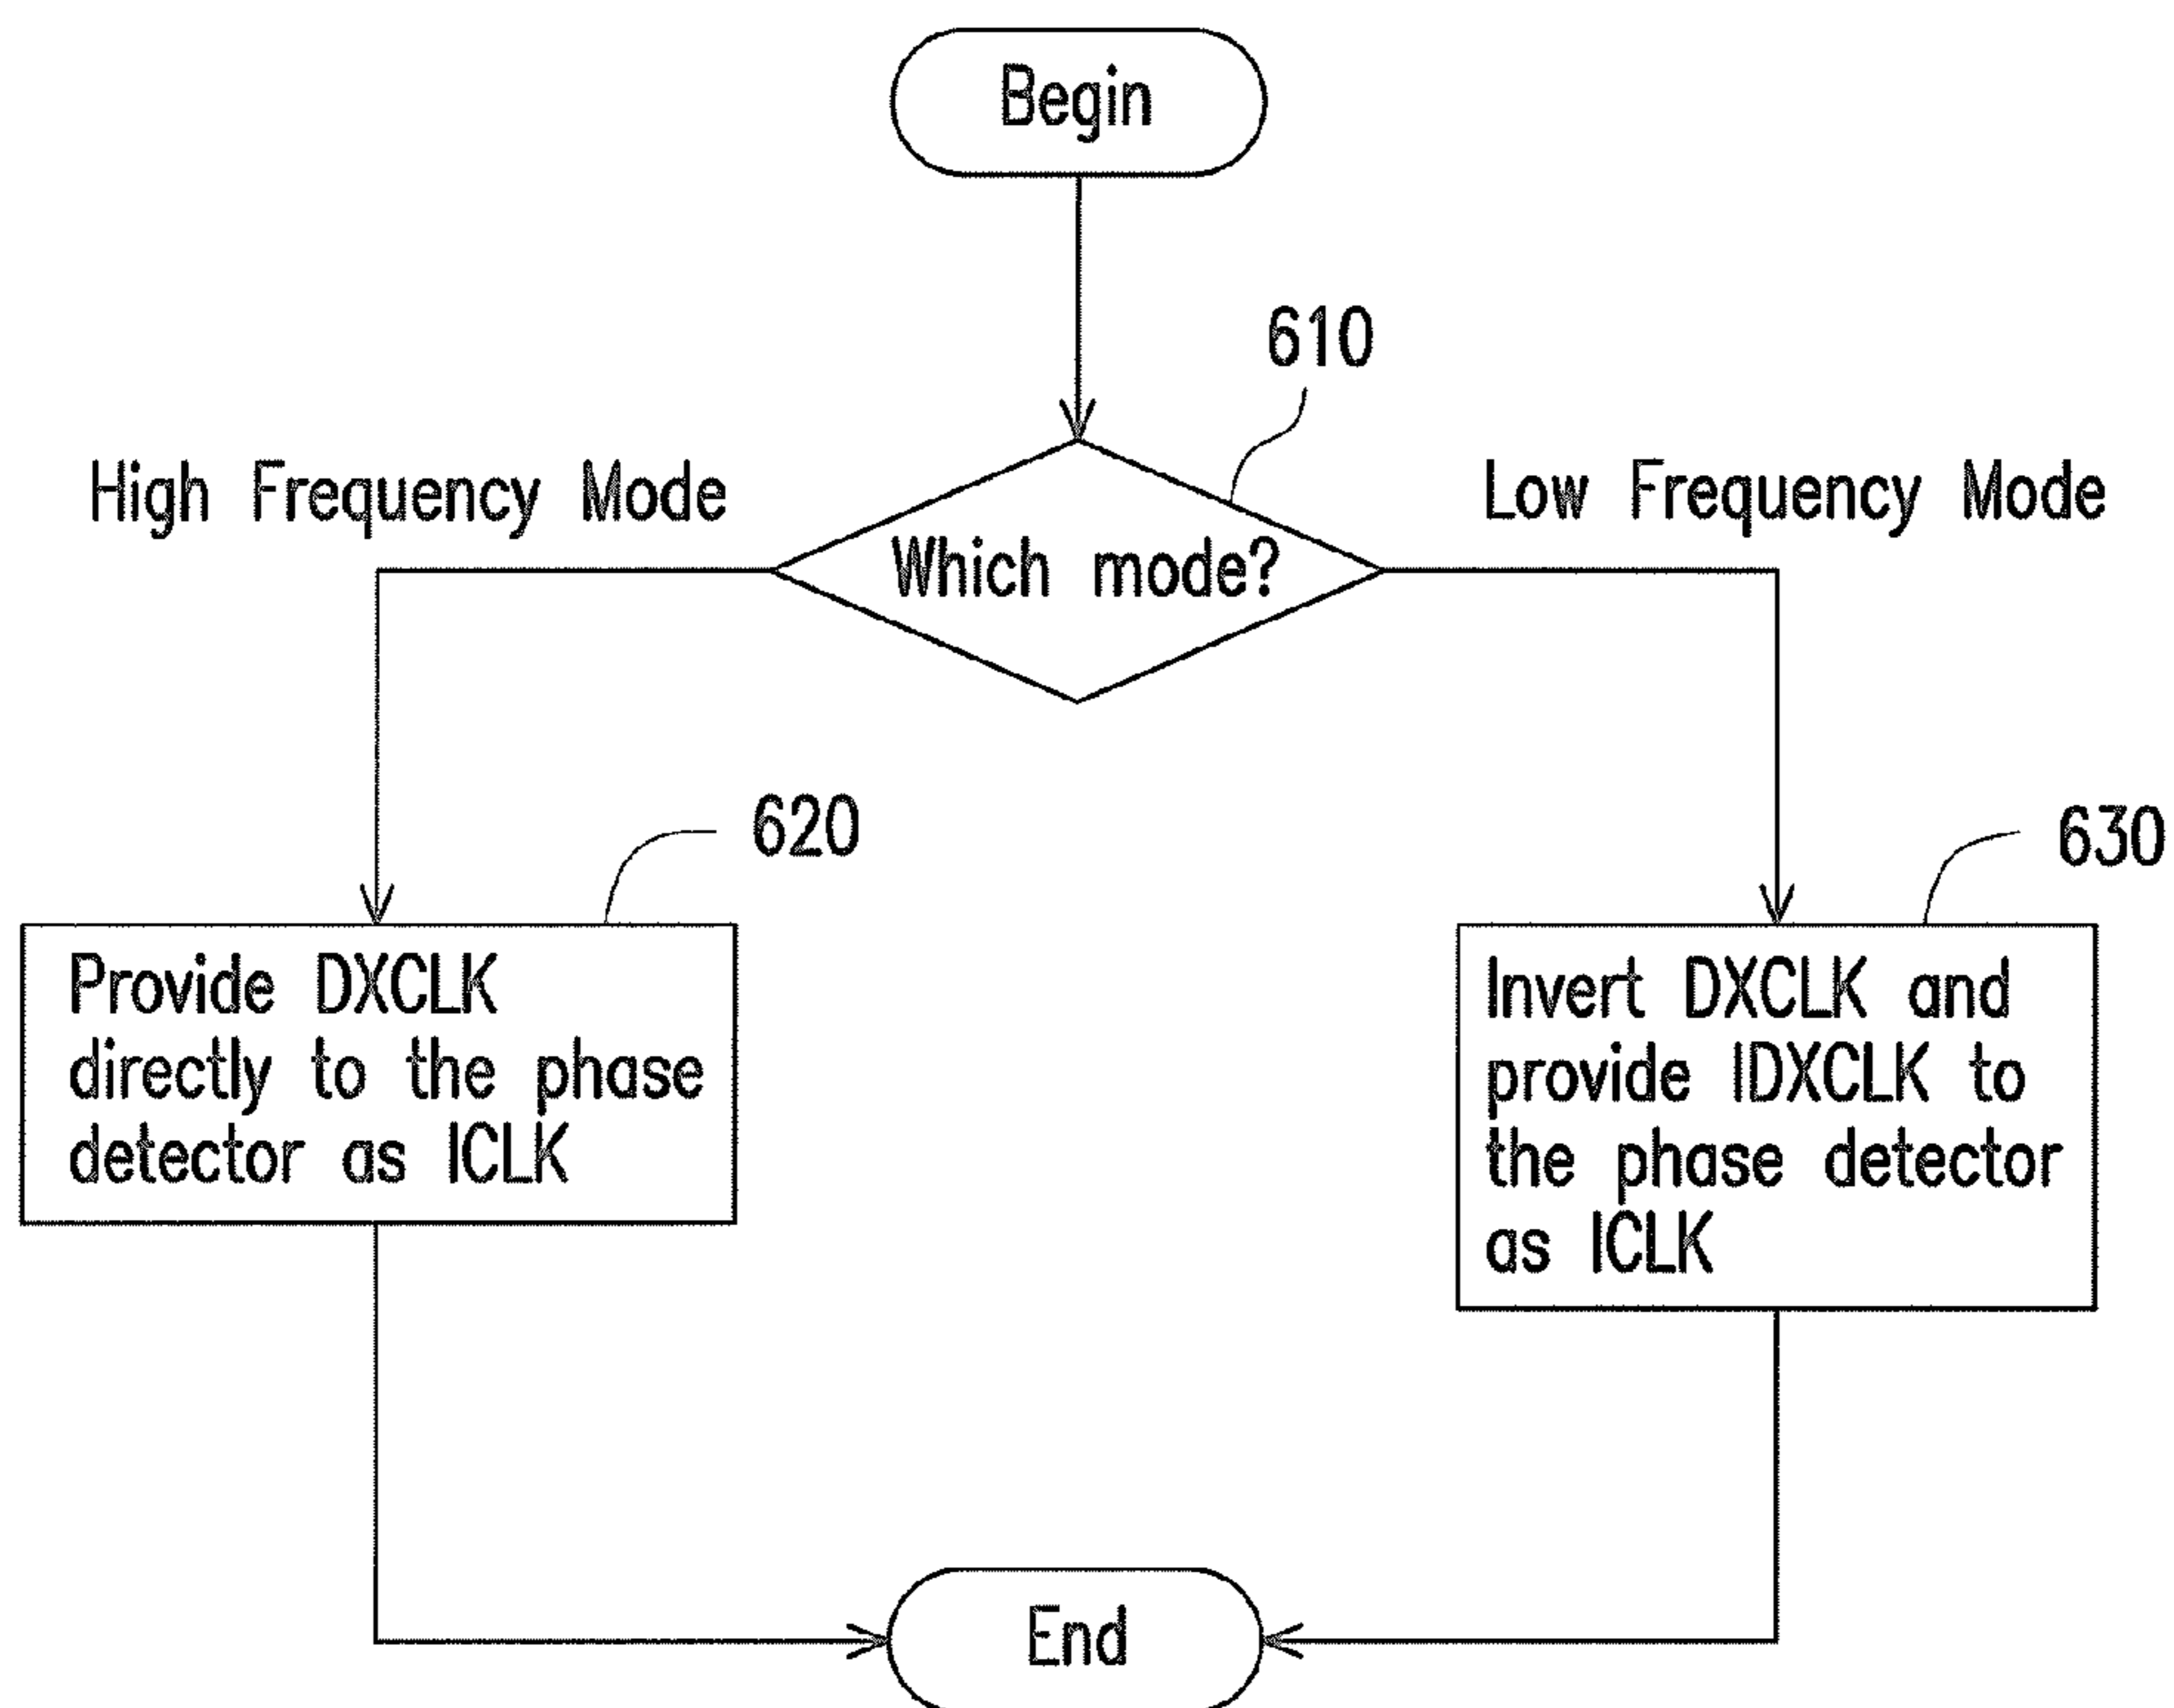 Begin
610
High Frequency Mode
Which mode?
Low Frequency Mode
620
Provide DXCLK
directly to the phase
detector as ICLK
630
Invert DXCLK and
provide IDXCLK to
the phase detector
as ICLK
End